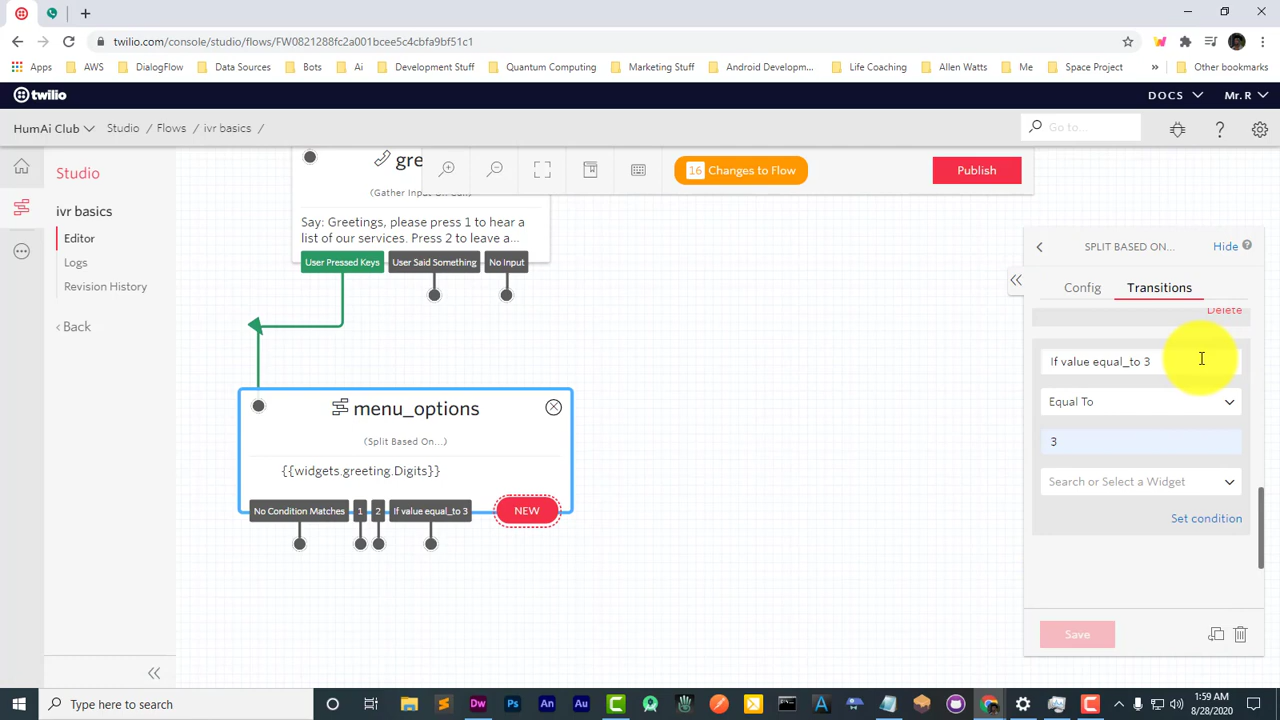 twilio.com/console/studio/flows/FW0821288fc2a001bcee5c4cbfa9bf51c1
Apps
AWS
DialogFlow
Data Sources
Bots
Ai
Development Stuff
Quantum Computing
Marketing Stuff
Android Developm...
Life Coaching
Allen Watts
Me
Space Project
»
Other bookmarks
twilio
DOCS
Mr. R
HumAi Club
Studio / Flows / ivr basics /
Go to...
Studio
ivr basics
Editor
Logs
Revision History
‹ Back
gre
(Gather Input On Call)
Say: Greetings, please press 1 to hear a
list of our services. Press 2 to leave a...
User Pressed Keys
User Said Something
No Input
16 Changes to Flow
Publish
menu_options
(Split Based On...)
{{widgets.greeting.Digits}}
No Condition Matches
1
2
If value equal_to 3
NEW
SPLIT BASED ON...
Hide
Config
Transitions
Delete
If value equal_to 3
Equal To
3
Search or Select a Widget
Set condition
Save
Type here to search
1:59 AM
8/28/2020